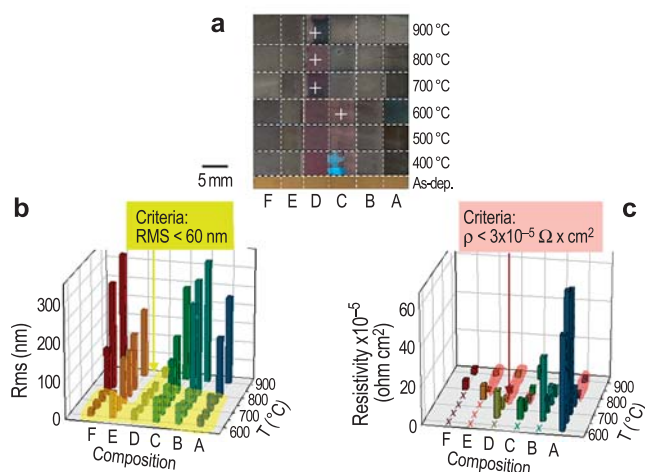 a
900 °C
800 °C
700 °C
600 °C
500 °C
400 °C
As-dep.
5 mm
F E D C B A
b
Criteria:
RMS < 60 nm
Rms (nm)
300
200
100
0
F E D C B A
Composition
600 700 800 900
T (°C)
c
Criteria:
ρ < 3x10⁻⁵ Ω x cm²
Resistivity x10⁻⁵
(ohm cm²)
60
40
20
0
F E D C B A
Composition
600 700 800 900
T (°C)